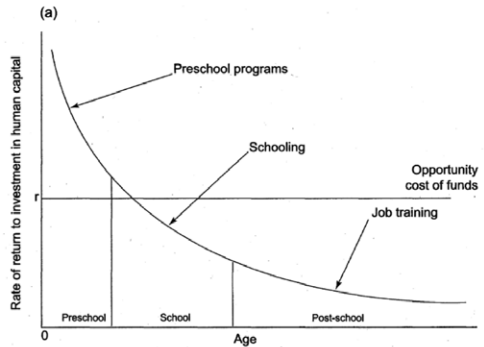 (a)
Rate of return to investment in human capital
Preschool programs
Schooling
Opportunity
cost of funds
r
Job training
Preschool
School
Post-school
0
Age